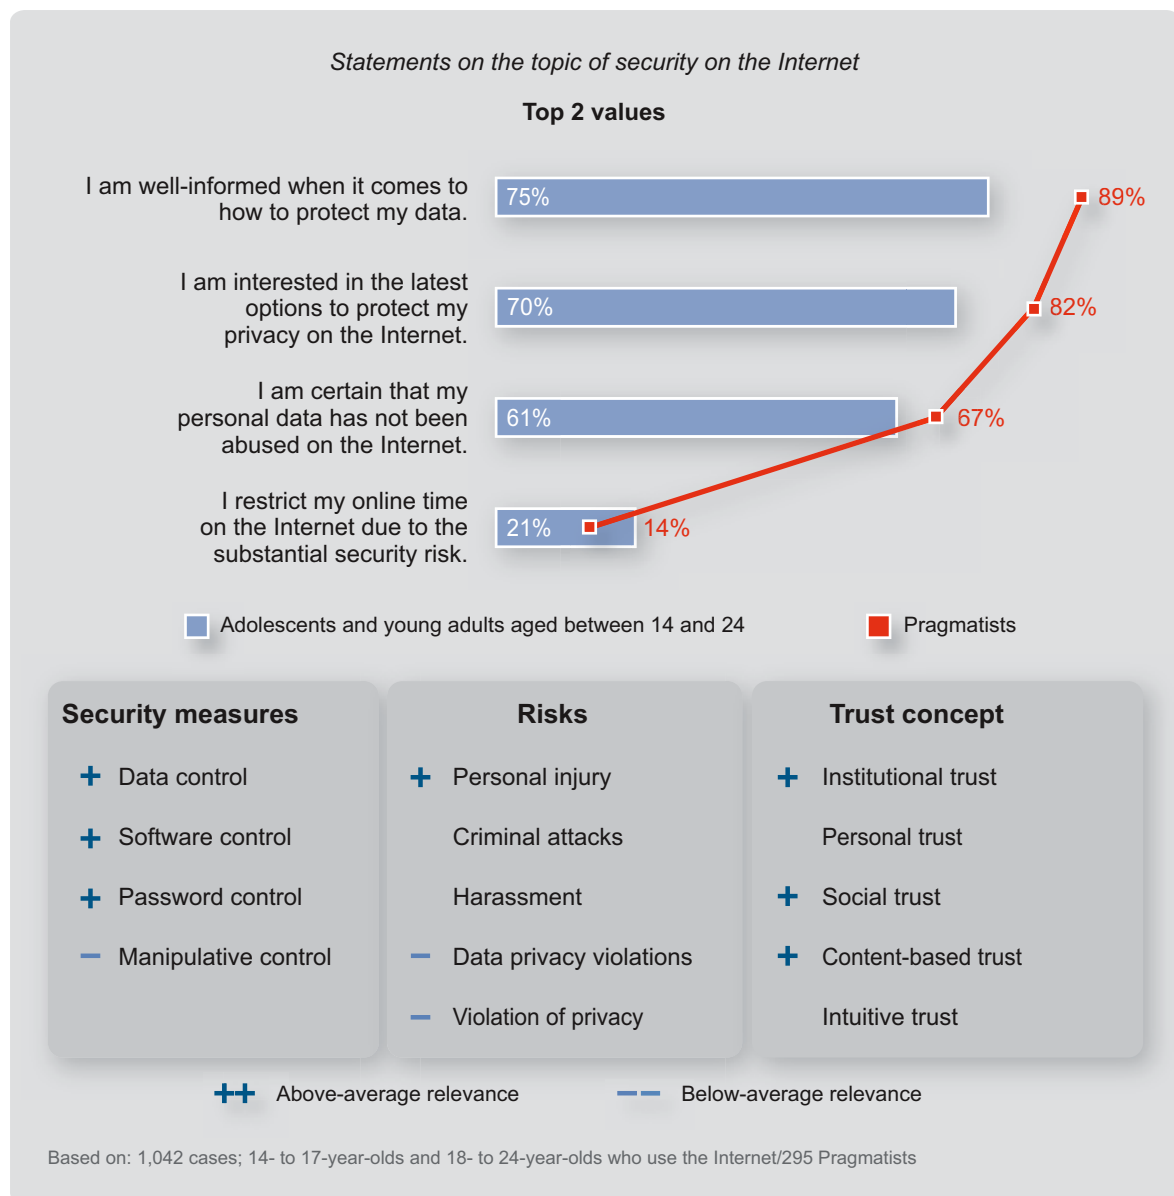 Statements on the topic of security on the Internet
Top 2 values
I am well-informed when it comes to
how to protect my data.
75%
89%
I am interested in the latest
options to protect my
privacy on the Internet.
70%
82%
I am certain that my
personal data has not been
abused on the Internet.
61%
67%
I restrict my online time
on the Internet due to the
substantial security risk.
21%
14%
Adolescents and young adults aged between 14 and 24
Pragmatists
Security measures
+ Data control
+ Software control
+ Password control
– Manipulative control
Risks
+ Personal injury
Criminal attacks
Harassment
– Data privacy violations
– Violation of privacy
Trust concept
+ Institutional trust
Personal trust
+ Social trust
+ Content-based trust
Intuitive trust
++ Above-average relevance
–– Below-average relevance
Based on: 1,042 cases; 14- to 17-year-olds and 18- to 24-year-olds who use the Internet/295 Pragmatists